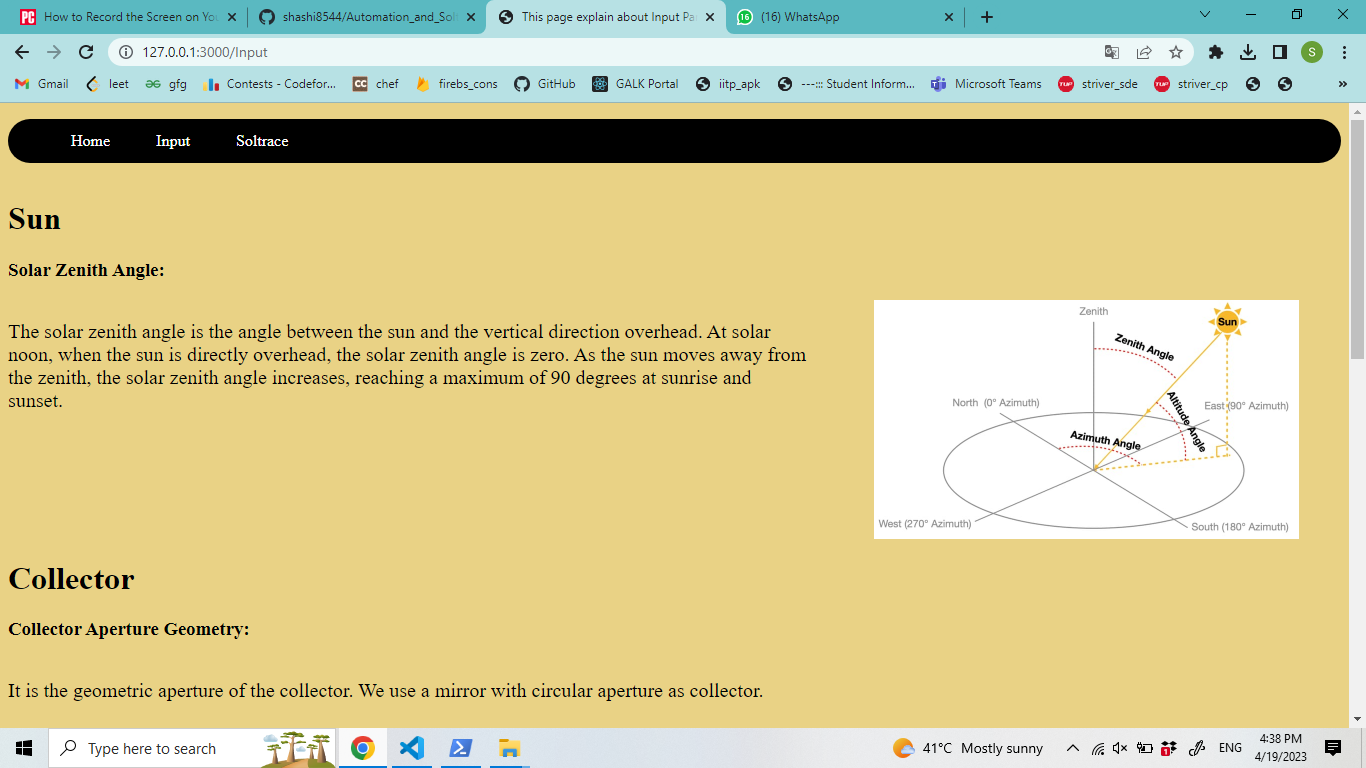 How to Record the Screen on You
shashi8544/Automation_and_Solt
This page explain about Input Par
(16) WhatsApp
127.0.0.1:3000/Input
S
Gmail
leet
gfg
Contests - Codefor...
chef
firebs_cons
GitHub
GALK Portal
iitp_apk
---::: Student Inform...
Microsoft Teams
striver_sde
striver_cp
»
Home
Input
Soltrace
Sun
Solar Zenith Angle:
The solar zenith angle is the angle between the sun and the vertical direction overhead. At solar
noon, when the sun is directly overhead, the solar zenith angle is zero. As the sun moves away from
the zenith, the solar zenith angle increases, reaching a maximum of 90 degrees at sunrise and
sunset.
Zenith
Sun
Zenith Angle
North (0° Azimuth)
East (90° Azimuth)
Altitude Angle
Azimuth Angle
West (270° Azimuth)
South (180° Azimuth)
Collector
Collector Aperture Geometry:
It is the geometric aperture of the collector. We use a mirror with circular aperture as collector.
Type here to search
41°C Mostly sunny
ENG
4:38 PM
4/19/2023